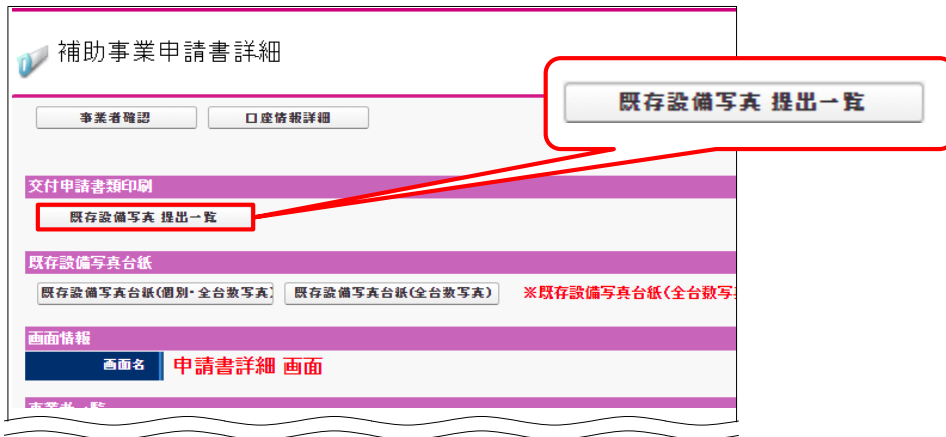 補助事業申請書詳細
既存設備写真 提出一覧
事業者確認 口座情報詳細
交付申請書類印刷
既存設備写真 提出一覧
既存設備写真台紙
既存設備写真台紙(個別・全台数写真) 既存設備写真台紙(全台数写真) ※既存設備写真台紙(全台数写
画面情報
画面名 申請書詳細 画面